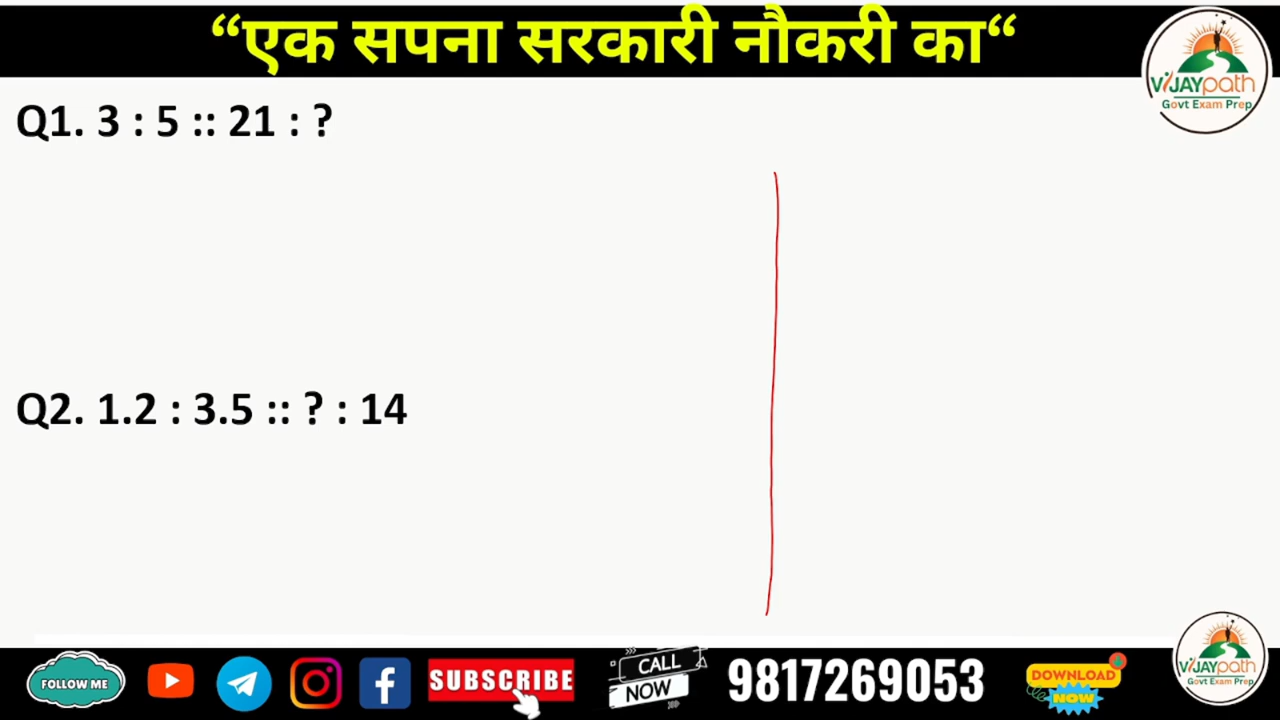 “एक सपना सरकारी नौकरी का“
ViJAYpath
Govt Exam Prep
Q1. 3 : 5 :: 21 : ?
Q2. 1.2 : 3.5 :: ? : 14
ViJAYpath
Govt Exam Prep
FOLLOW ME
SUBSCRIBE
CALL
NOW
9817269053
DOWNLOAD
NOW